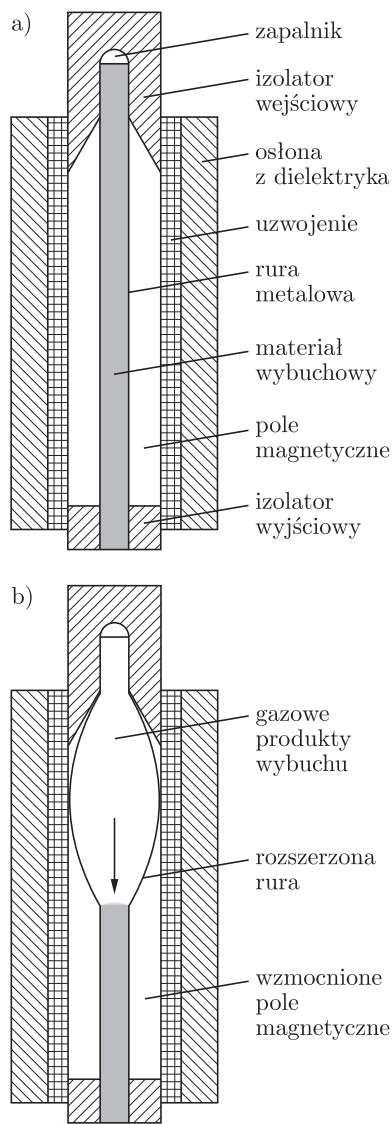 a)
zapalnik
izolator
wejściowy
osłona
z dielektryka
uzwojenie
rura
metalowa
materiał
wybuchowy
pole
magnetyczne
izolator
wyjściowy
b)
gazowe
produkty
wybuchu
rozszerzona
rura
wzmocnione
pole
magnetyczne